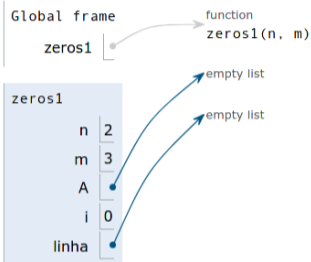 Global frame
zeros1
function
zeros1(n, m)
empty list
empty list
zeros1
n 2
m 3
A
i 0
linha